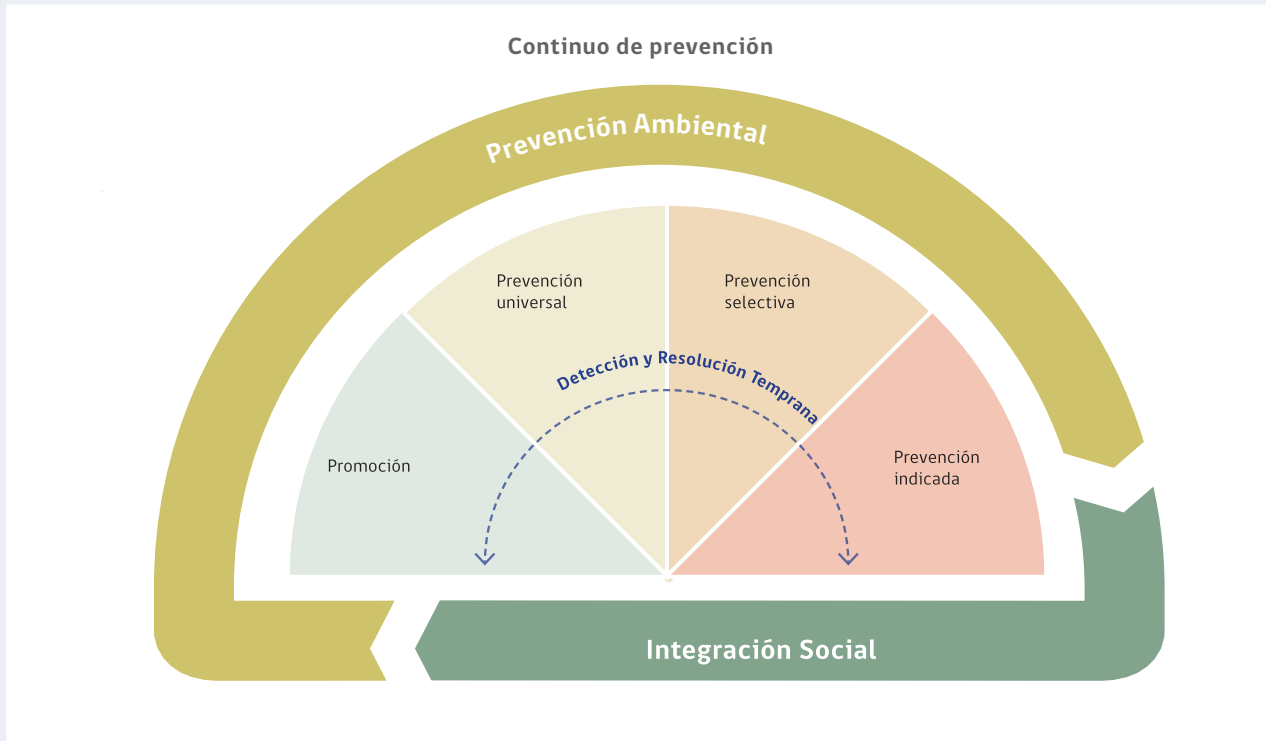 Continuo de prevención
Prevención Ambiental
Prevención
universal
Prevención
selectiva
Detección y Resolución Temprana
Promoción
Prevención
indicada
Integración Social